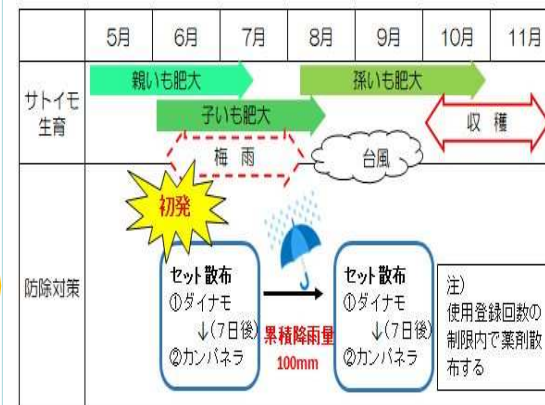 5月 6月 7月 8月 9月 10月 11月
サトイモ
生育
親いも肥大
孫いも肥大
子いも肥大
収 穫
梅 雨
台風
初発
防除対策
セット散布
①ダイナモ
↓(7日後)
②カンパネラ
累積降雨量
100mm
セット散布
①ダイナモ
↓(7日後)
②カンパネラ
注)
使用登録回数の
制限内で薬剤散
布する